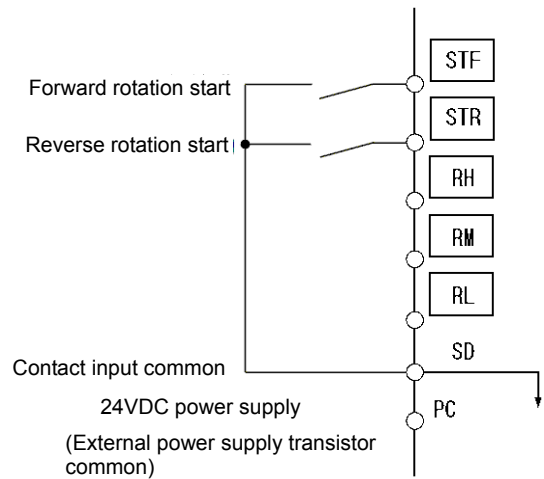 STF
Forward rotation start
STR
Reverse rotation start
RH
RM
RL
SD
Contact input common
24VDC power supply
PC
(External power supply transistor
common)